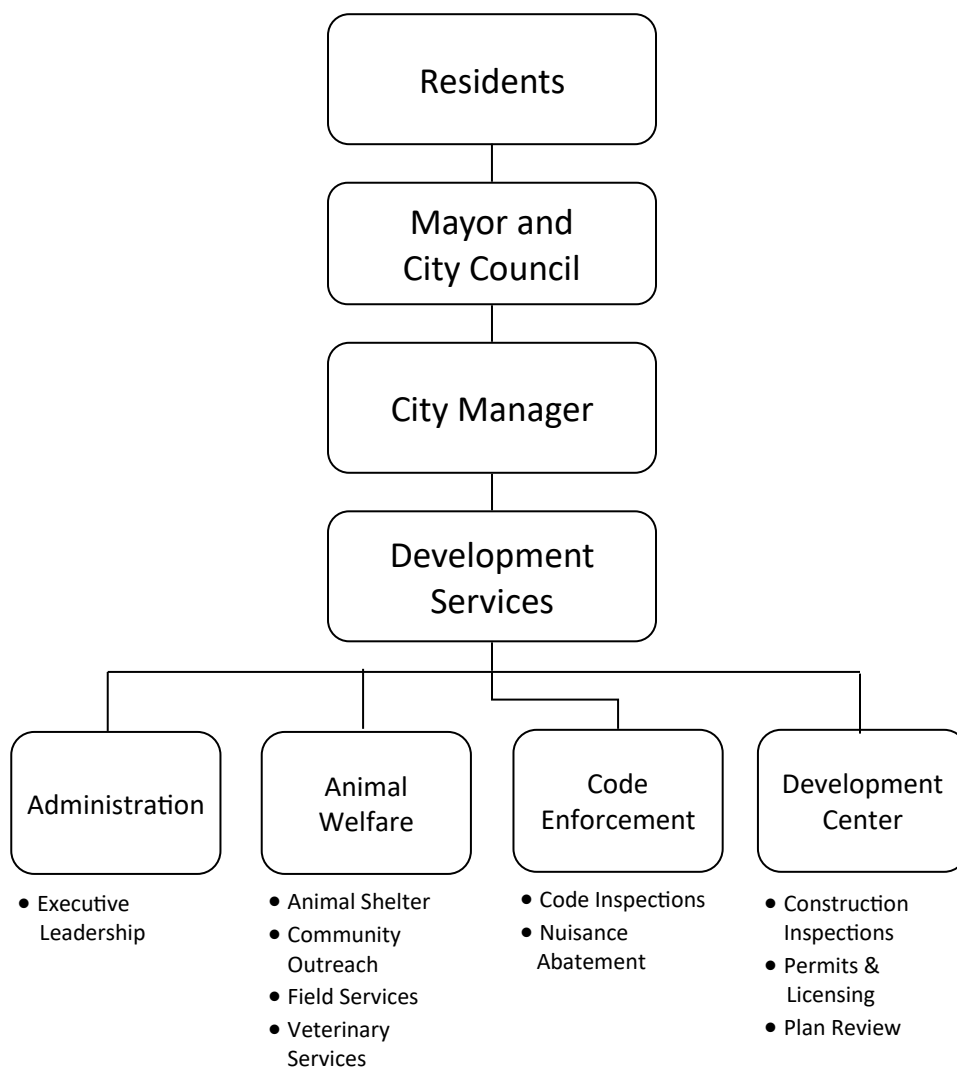 Residents
Mayor and
City Council
City Manager
Development
Services
Administration
• Executive
Leadership
Animal
Welfare
• Animal Shelter
• Community
Outreach
• Field Services
• Veterinary
Services
Code
Enforcement
• Code Inspections
• Nuisance
Abatement
Development
Center
• Construction
Inspections
• Permits &
Licensing
• Plan Review